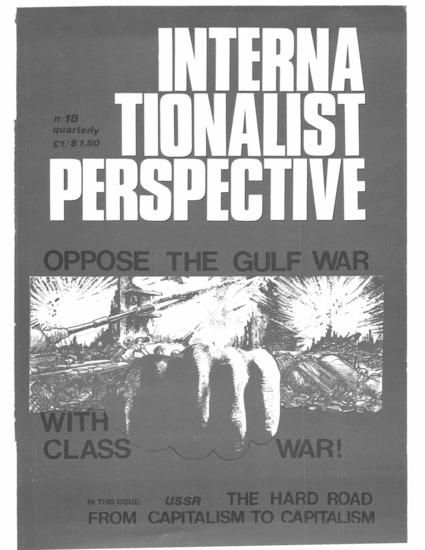 INTERNA
TIONALIST
PERSPECTIVE
n 18
quarterly
£1/$1.50
OPPOSE THE GULF WAR
WITH
CLASS WAR!
IN THIS ISSUE: USSR THE HARD ROAD
FROM CAPITALISM TO CAPITALISM